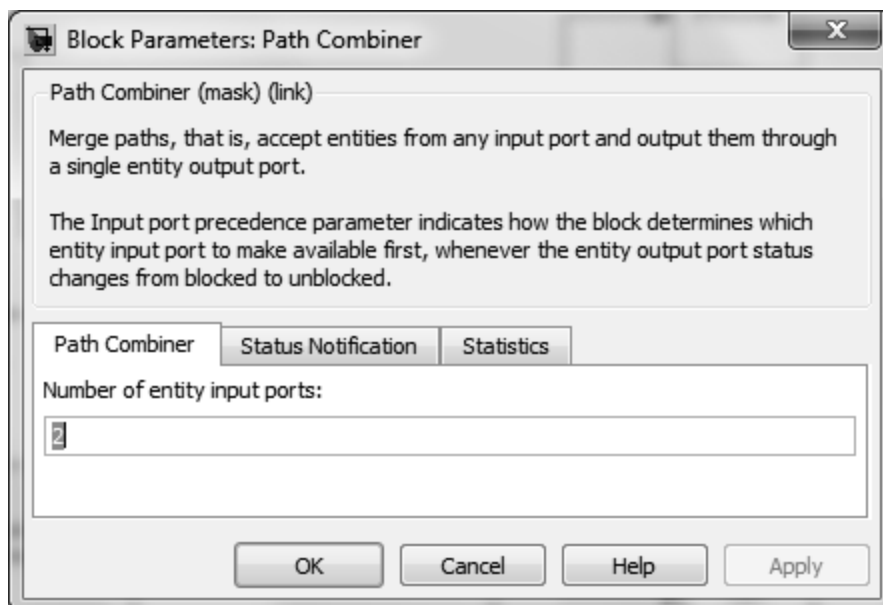 Block Parameters: Path Combiner
X
Path Combiner (mask) (link)
Merge paths, that is, accept entities from any input port and output them through
a single entity output port.
The Input port precedence parameter indicates how the block determines which
entity input port to make available first, whenever the entity output port status
changes from blocked to unblocked.
Path Combiner Status Notification Statistics
Number of entity input ports:
2
OK Cancel Help Apply